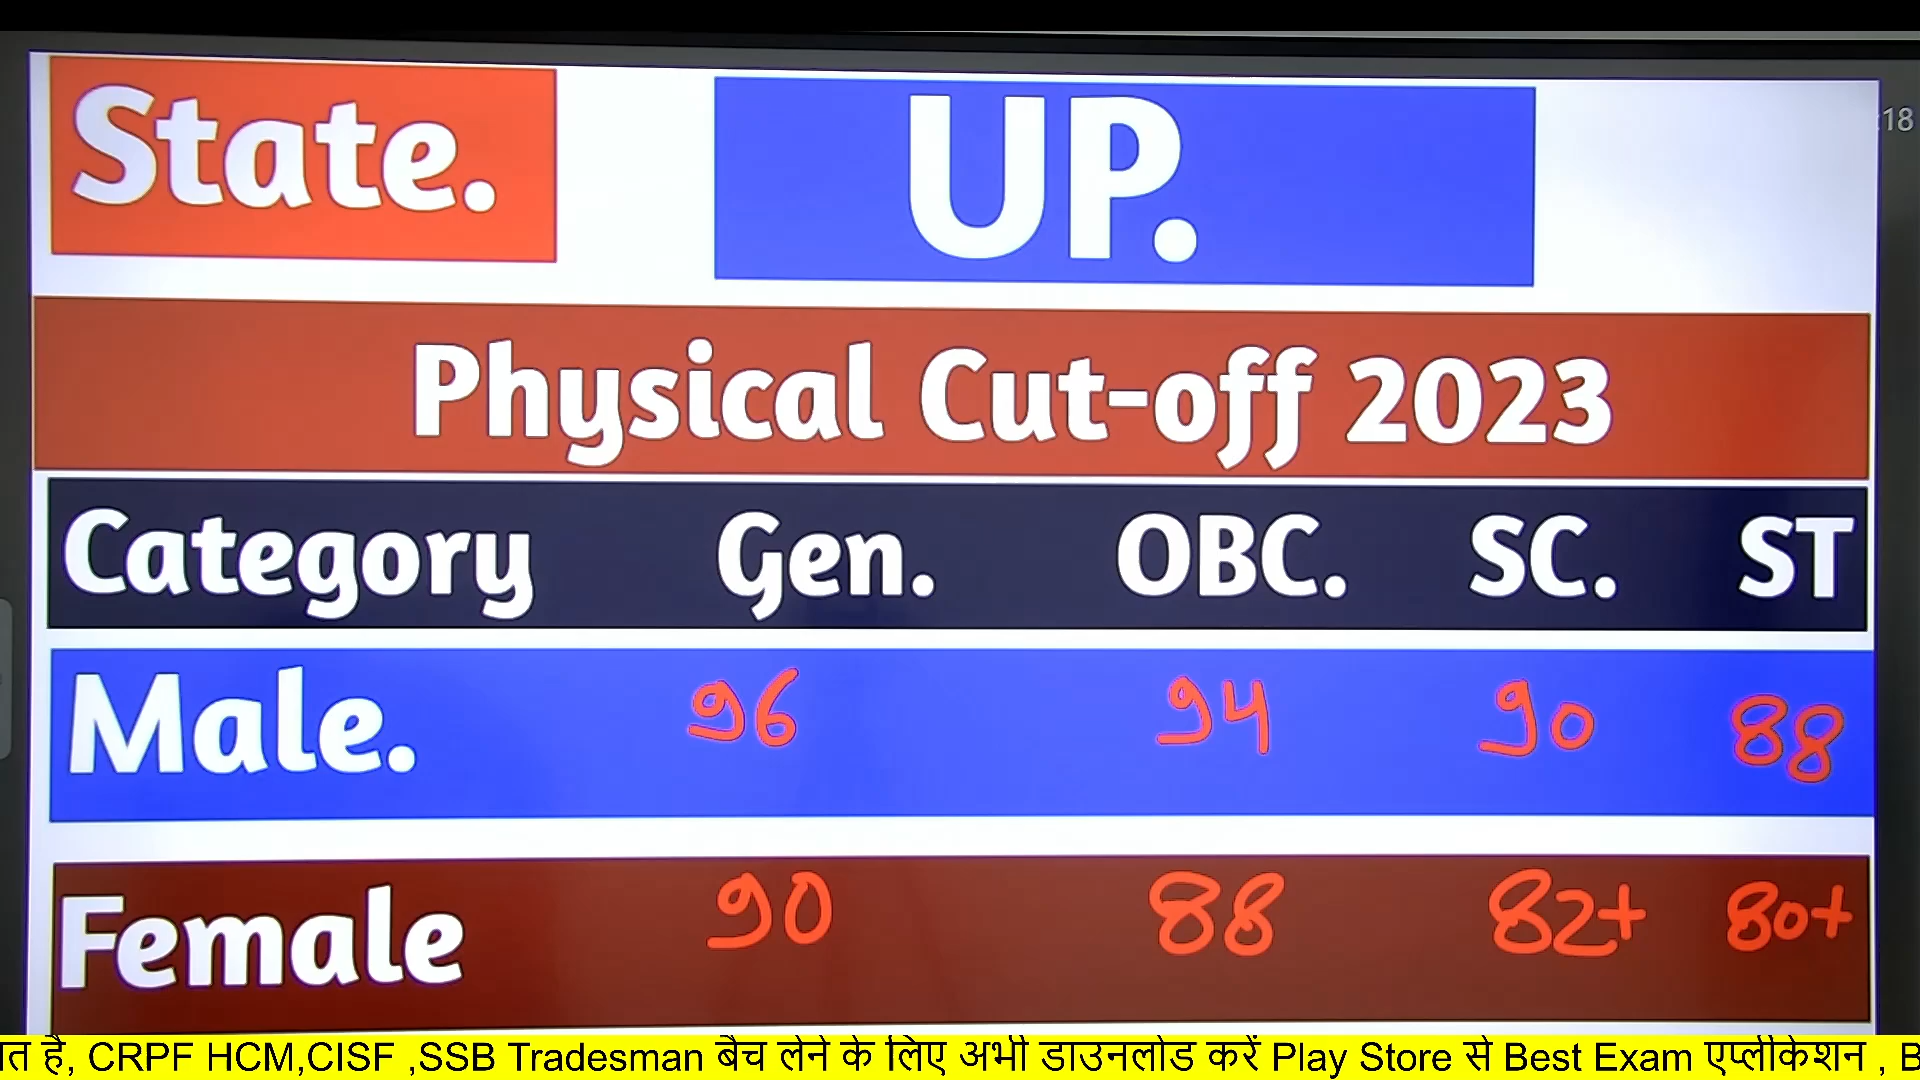 State. UP.
:18
Physical Cut-off 2023
Category Gen. OBC. SC. ST
Male. 96 94 90 88
Female 90 88 82+ 80+
त है, CRPF HCM,CISF ,SSB Tradesman बैच लेने के लिए अभी डाउनलोड करें Play Store से Best Exam एप्लीकेशन , B